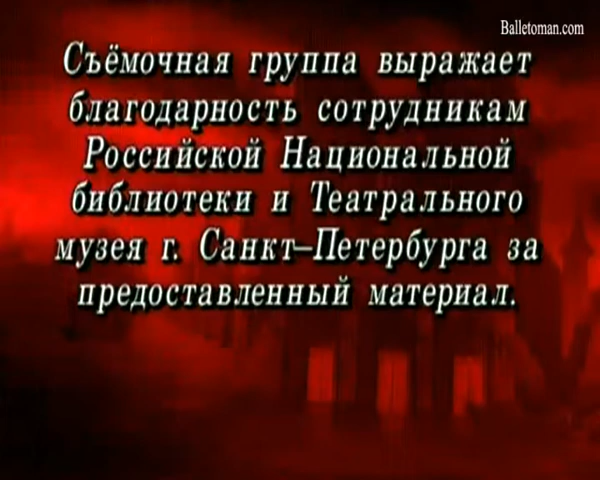 Balletoman.com
Съёмочная группа выражает
благодарность сотрудникам
Российской Национальной
библиотеки и Театрального
музея г. Санкт-Петербурга за
предоставленный материал.